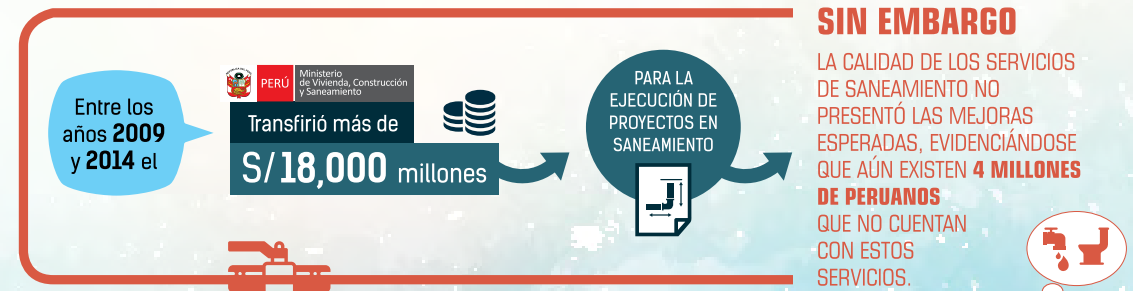 Entre los
años 2009
y 2014 el
PERÚ
Ministerio
de Vivienda, Construcción
y Saneamiento
Transfirió más de
S/18,000 millones
PARA LA
EJECUCIÓN DE
PROYECTOS EN
SANEAMIENTO
SIN EMBARGO
LA CALIDAD DE LOS SERVICIOS
DE SANEAMIENTO NO
PRESENTÓ LAS MEJORAS
ESPERADAS, EVIDENCIÁNDOSE
QUE AÚN EXISTEN 4 MILLONES
DE PERUANOS
QUE NO CUENTAN
CON ESTOS
SERVICIOS.